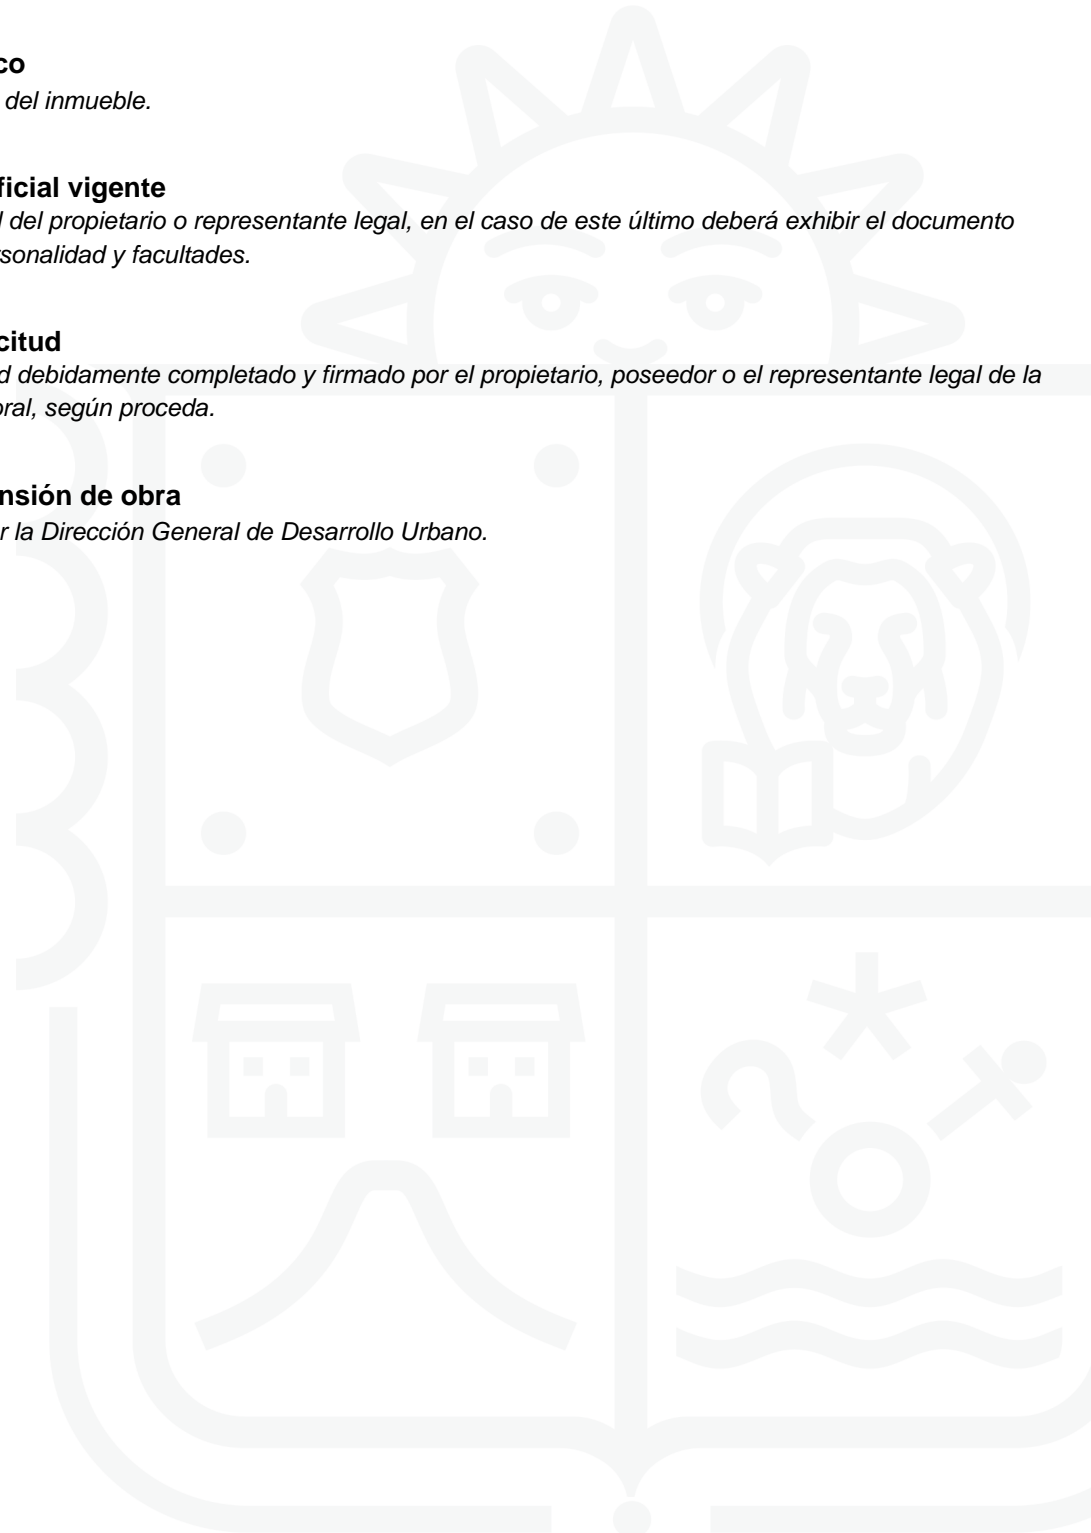 co
del inmueble.
ficial vigente
l del propietario o representante legal, en el caso de este último deberá exhibir el documento
rsonalidad y facultades.
citud
d debidamente completado y firmado por el propietario, poseedor o el representante legal de la
oral, según proceda.
nsión de obra
r la Dirección General de Desarrollo Urbano.